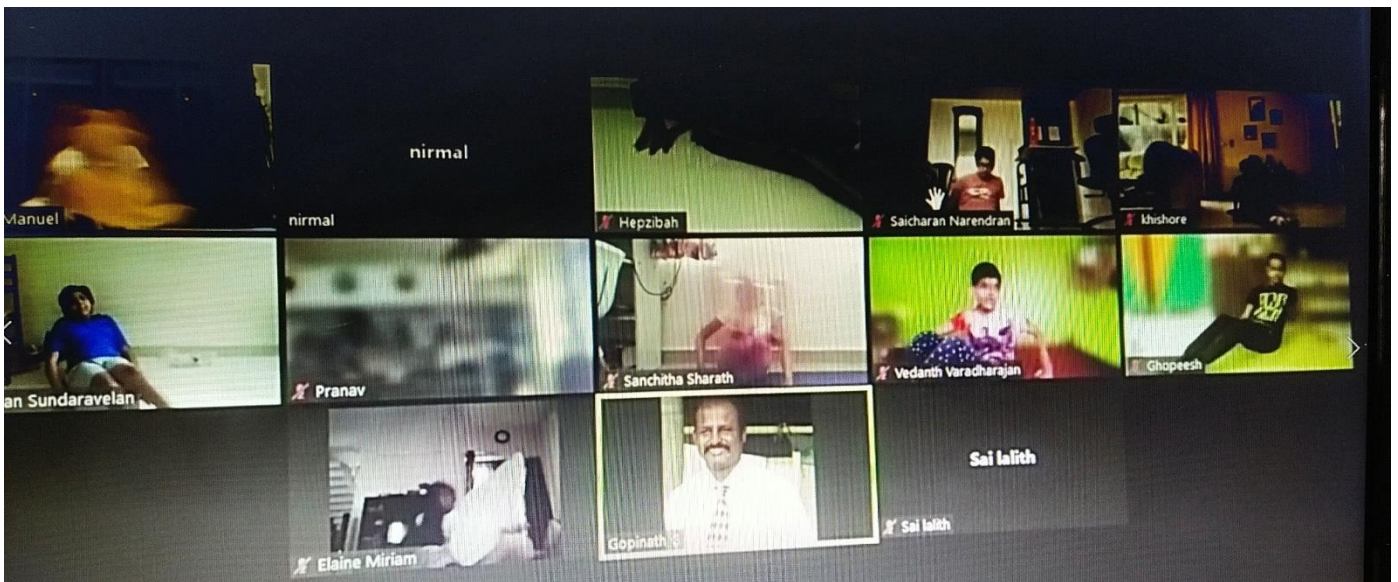 nirmal
Manuel
nirmal
Hepzibah
Saicharan Narendran
khishore
an Sundaravelan
Pranav
Sanchitha Sharath
Vedanth Varadharajan
Ghopeesh
Sai lalith
Elaine Miriam
Gopinath
Sai lalith